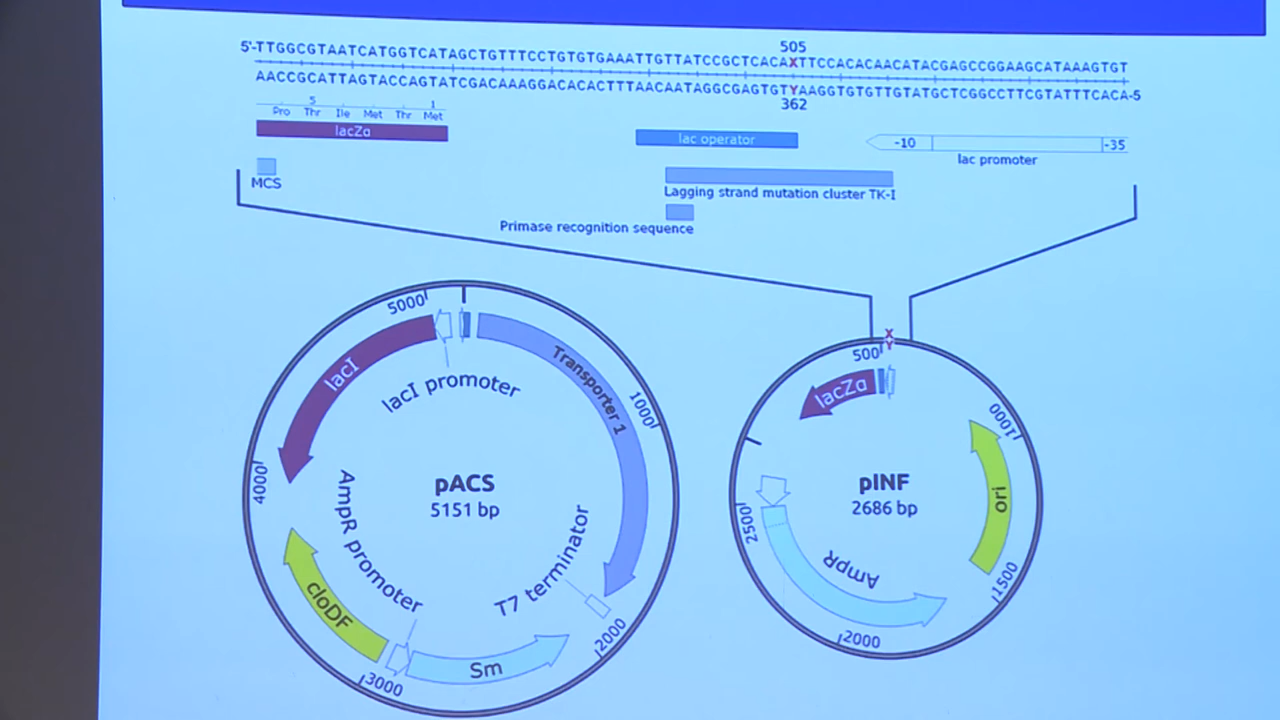 505
5'-TTGGCGTAATCATGGTCATAGCTGTTTCCTGTGTGAAATTGTTATCCGCTCACAXTTCCACACAACATACGAGCCGGAAGCATAAAGTGT
AACCGCATTAGTACCAGTATCGACAAAGGACACACTTTAACAATAGGCGAGTGTYAAGGTGTGTTGTATGCTCGGCCTTCGTATTTCACA-5
362
5 1
Pro Thr Ile Met Thr Met
lacZα
lac operator
-10 -35
lac promoter
MCS
Lagging strand mutation cluster TK-I
Primase recognition sequence
5000
lacI
lacI promoter
Transporter 1
1000
4000
pACS
5151 bp
AmpR promoter
T7 terminator
cloDF
Sm
2000
3000
X
Y
500
lacZα
1000
pINF
2686 bp
ori
2500
AmpR
1500
2000